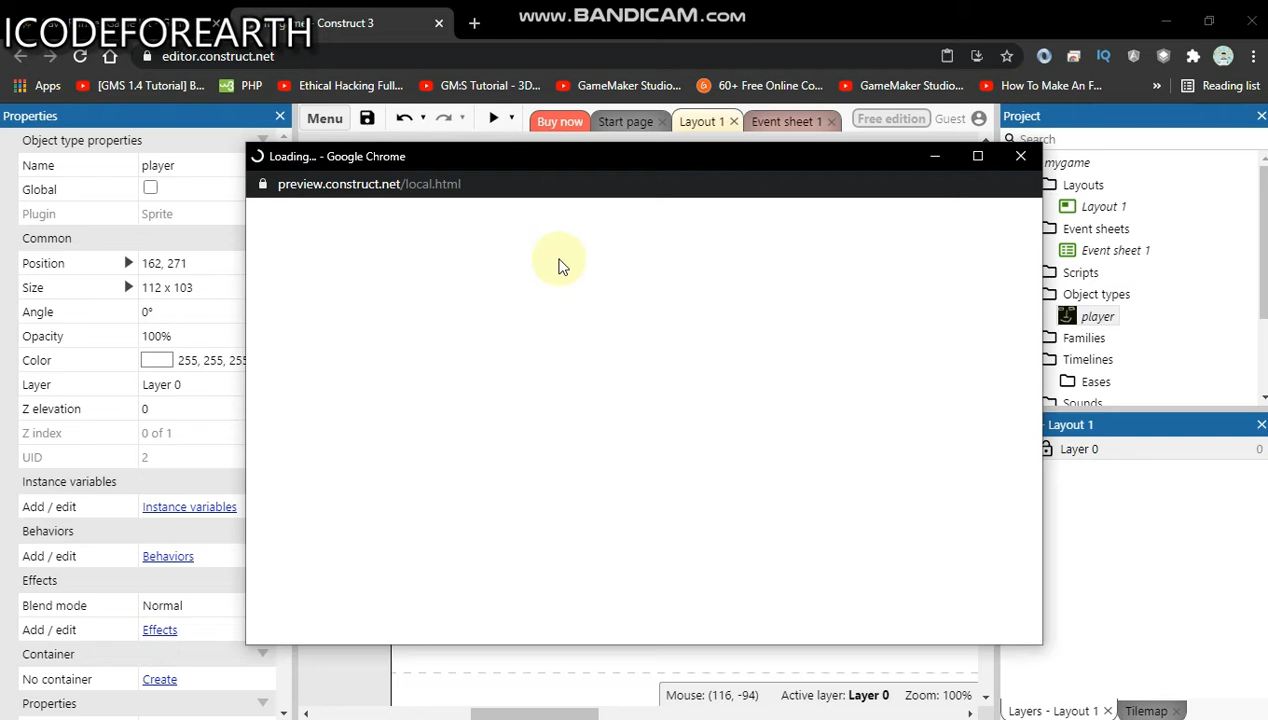 www.BANDICAM.com
ICODEFOREARTH
Construct 3
editor.construct.net
Apps
[GMS 1.4 Tutorial] B...
PHP
Ethical Hacking Full...
GM:S Tutorial - 3D...
GameMaker Studio...
60+ Free Online Co...
GameMaker Studio...
How To Make An F...
»
Reading list
Properties
Menu
Buy now
Start page
Layout 1
Event sheet 1
Free edition
Guest
Project
Object type properties
Search
Name player
Global
Plugin Sprite
Common
Position 162, 271
Size 112 x 103
Angle 0°
Opacity 100%
Color 255, 255, 255
Layer Layer 0
Z elevation 0
Z index 0 of 1
UID 2
Instance variables
Add / edit Instance variables
Behaviors
Add / edit Behaviors
Effects
Blend mode Normal
Add / edit Effects
Container
No container Create
Properties
Loading... - Google Chrome
preview.construct.net/local.html
Mouse: (116, -94)
Active layer: Layer 0
Zoom: 100%
mygame
Layouts
Layout 1
Event sheets
Event sheet 1
Scripts
Object types
player
Families
Timelines
Eases
Sounds
- Layout 1
Layer 0 0
Layers - Layout 1
Tilemap